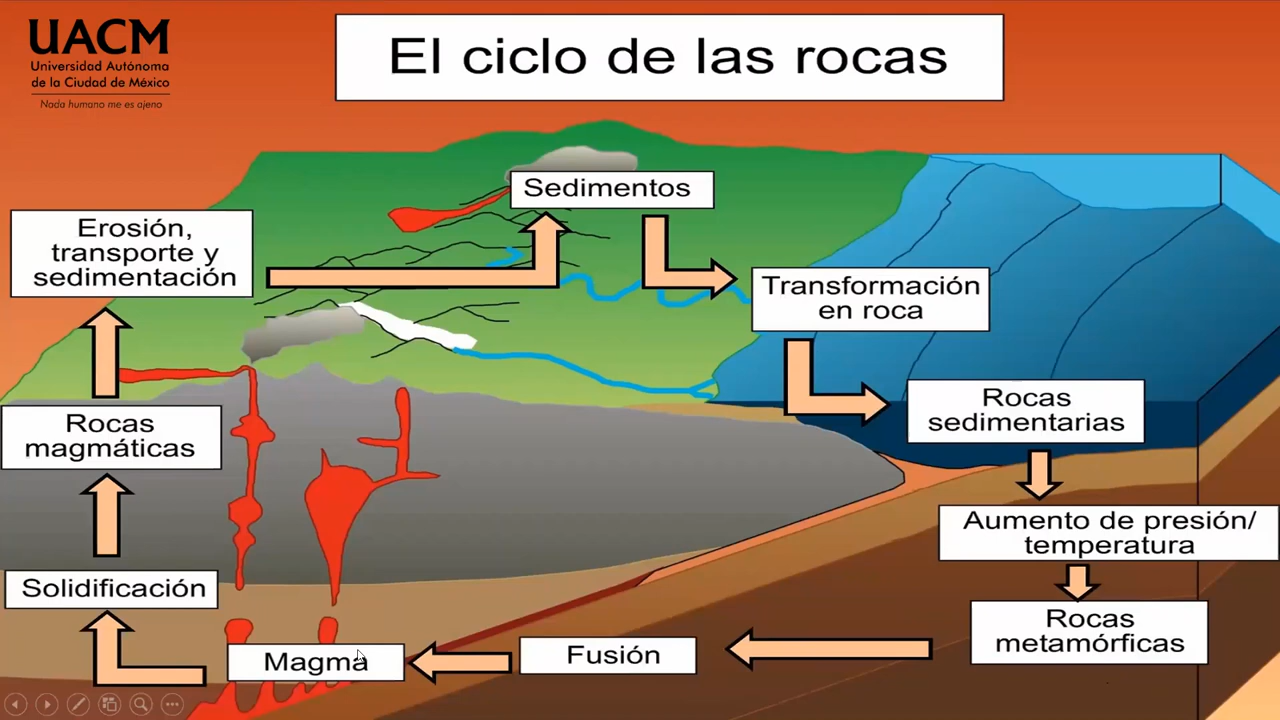 UACM
Universidad Autónoma
de la Ciudad de México
Nada humano me es ajeno
El ciclo de las rocas
Sedimentos
Erosión,
transporte y
sedimentación
Transformación
en roca
Rocas
magmáticas
Rocas
sedimentarias
Aumento de presión/
temperatura
Solidificación
Rocas
metamórficas
Magma
Fusión